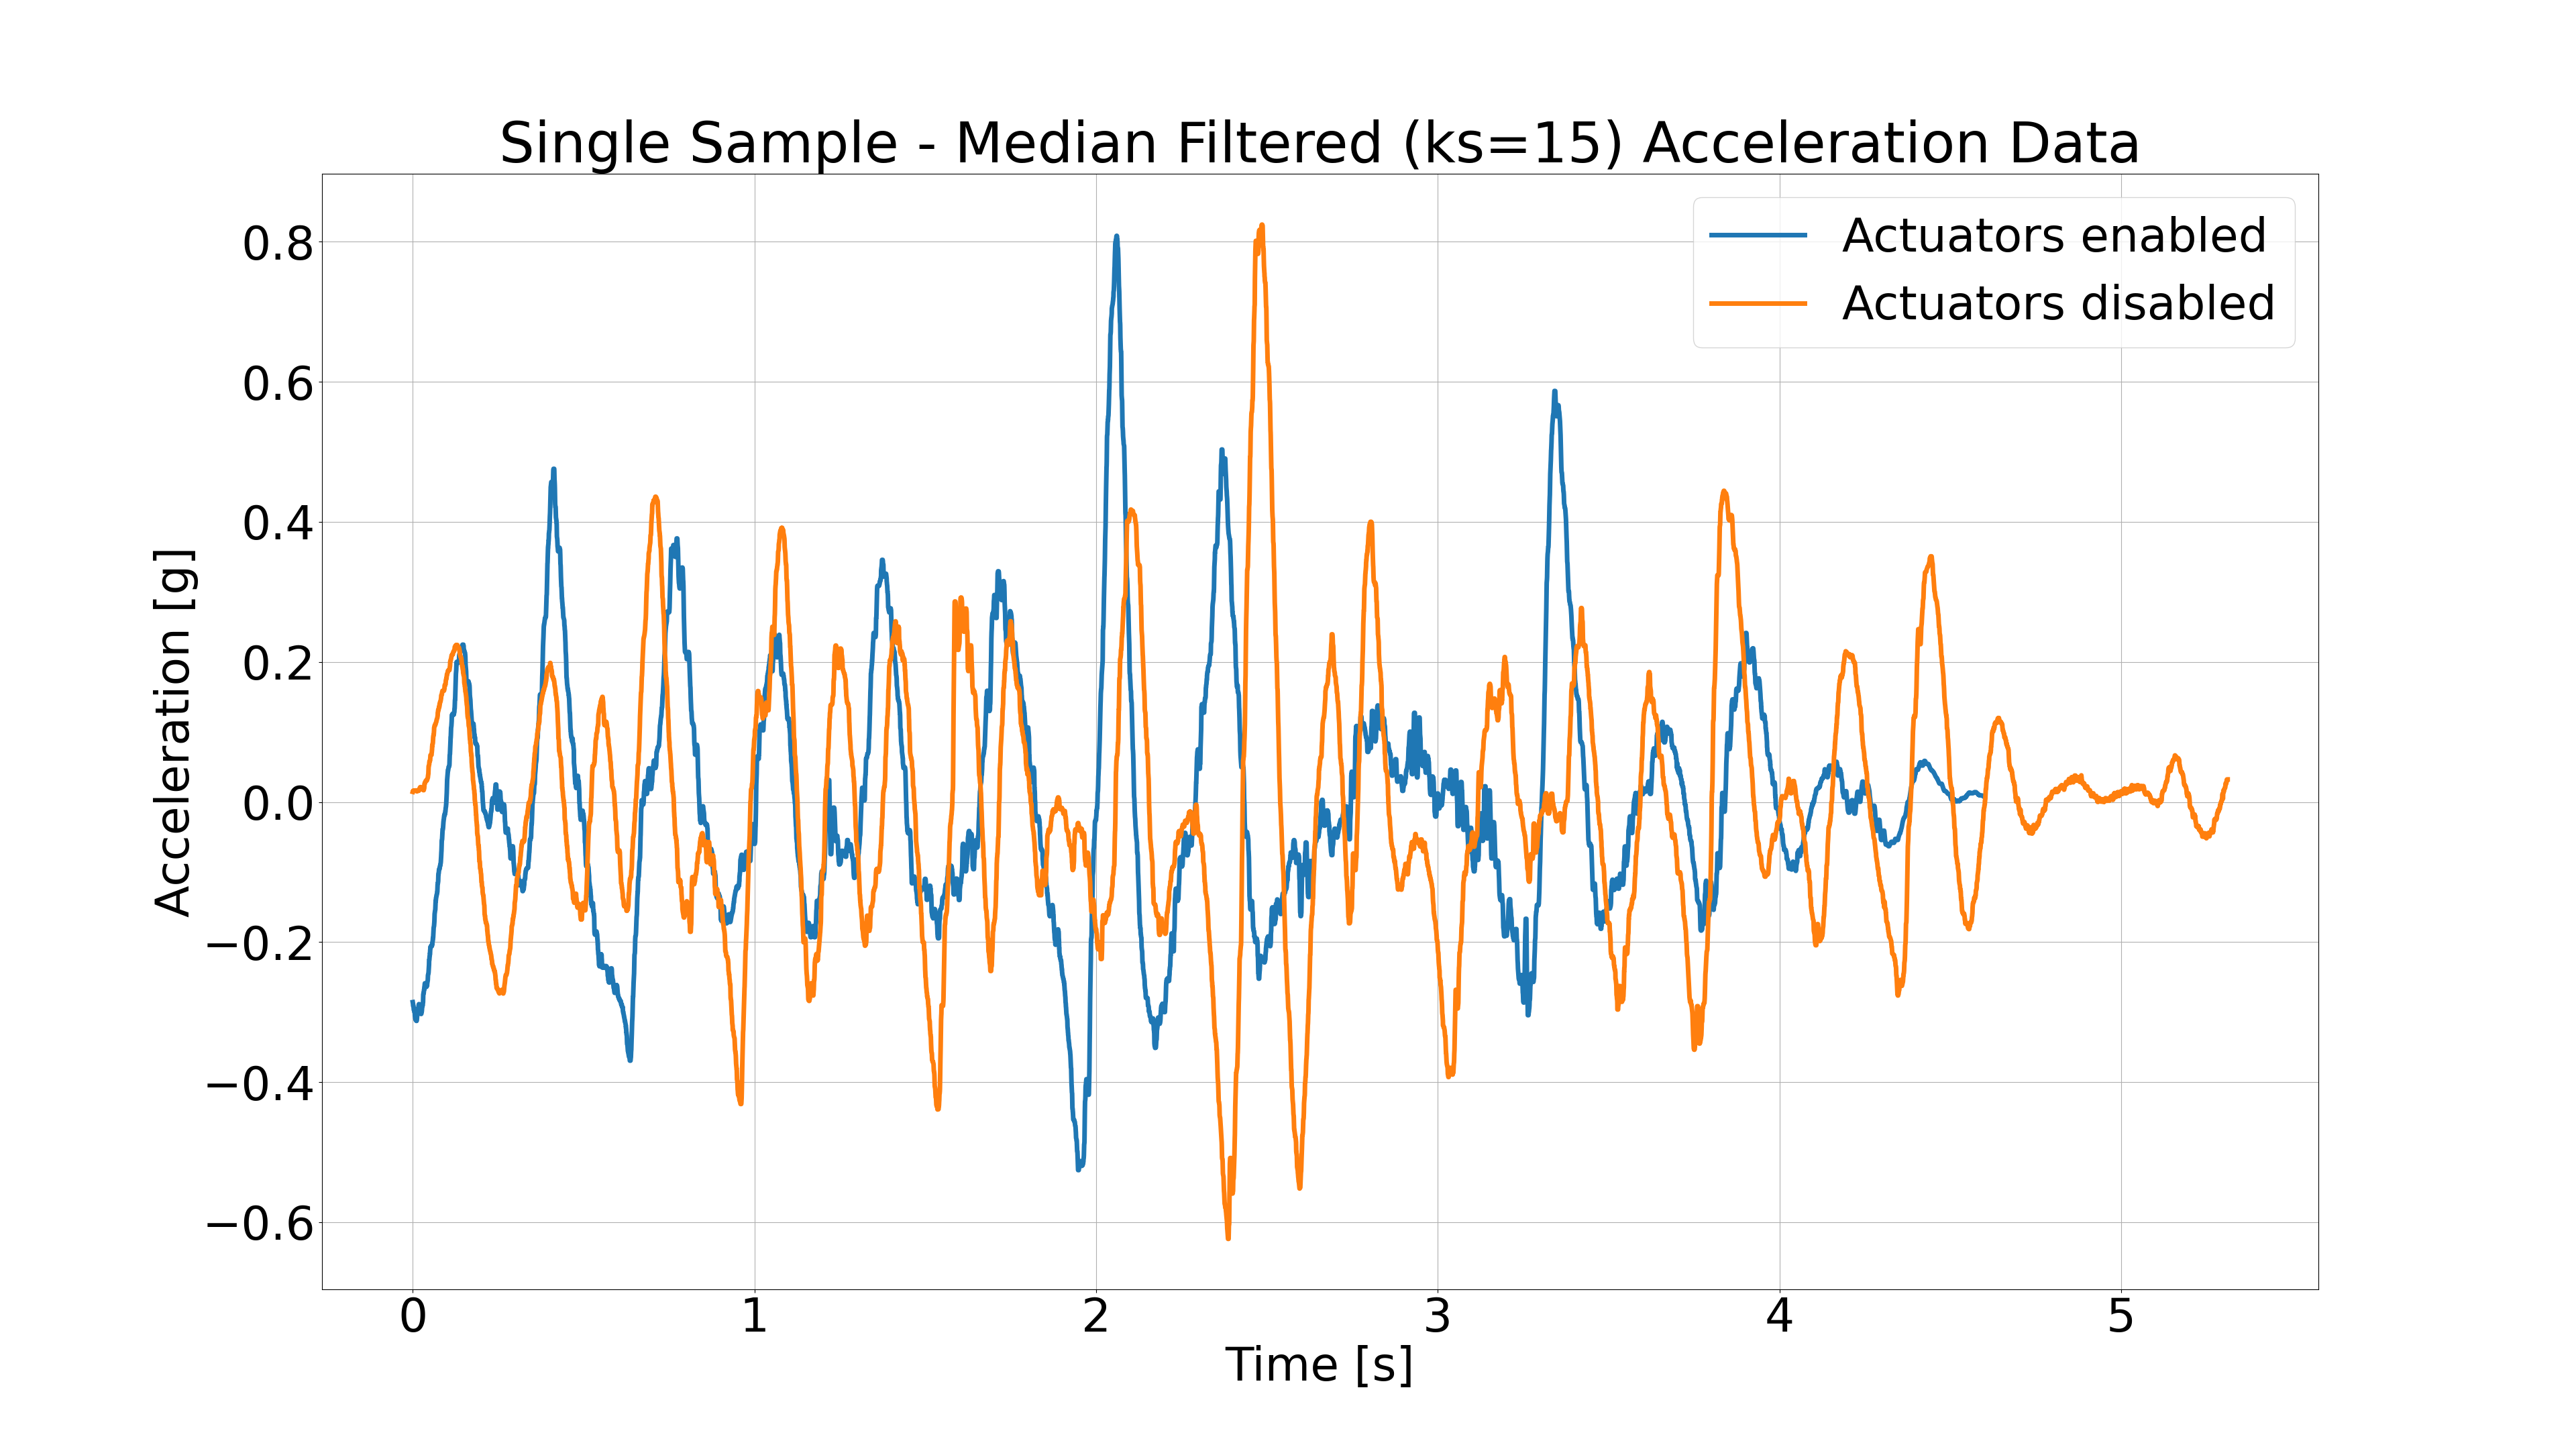 Single Sample - Median Filtered (ks=15) Acceleration Data
Actuators enabled
Actuators disabled
0.8
0.6
0.4
0.2
0.0
−0.2
−0.4
−0.6
Acceleration [g]
0 1 2 3 4 5
Time [s]